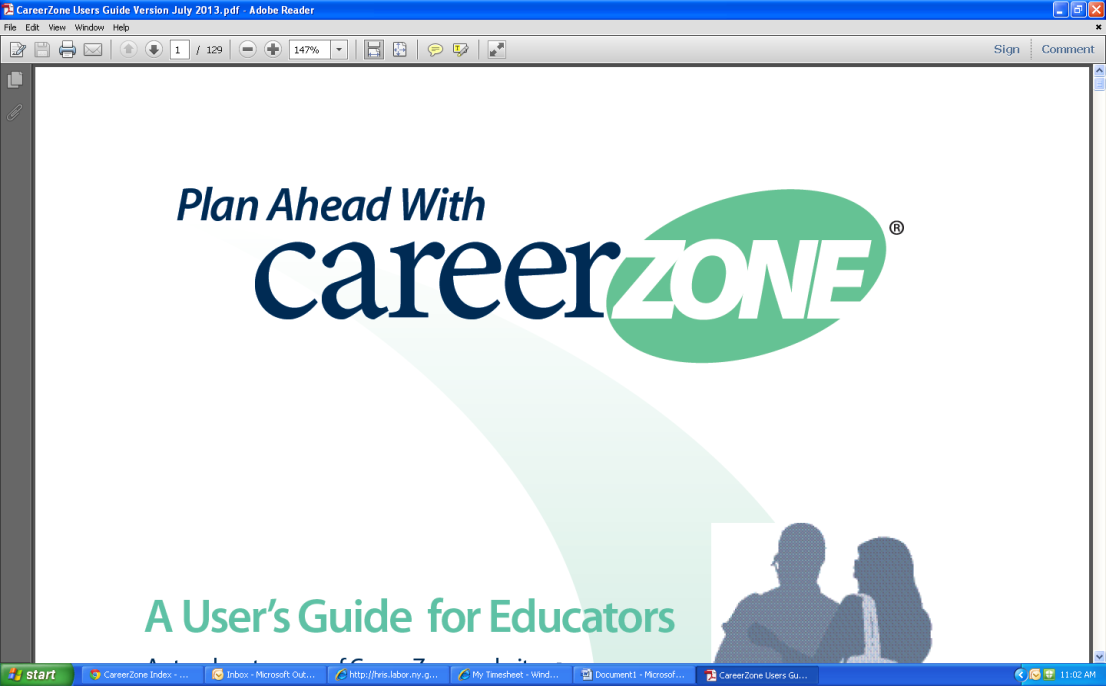 CareerZone Users Guide Version July 2013.pdf - Adobe Reader
File Edit View Window Help
1 / 129 147% Sign Comment
Plan Ahead With
careerZONE®
A User's Guide for Educators
start CareerZone Index - ... Inbox - Microsoft Out... http://hris.labor.ny.g... My Timesheet - Wind... Document1 - Microsof... CareerZone Users Gu... 11:02 AM